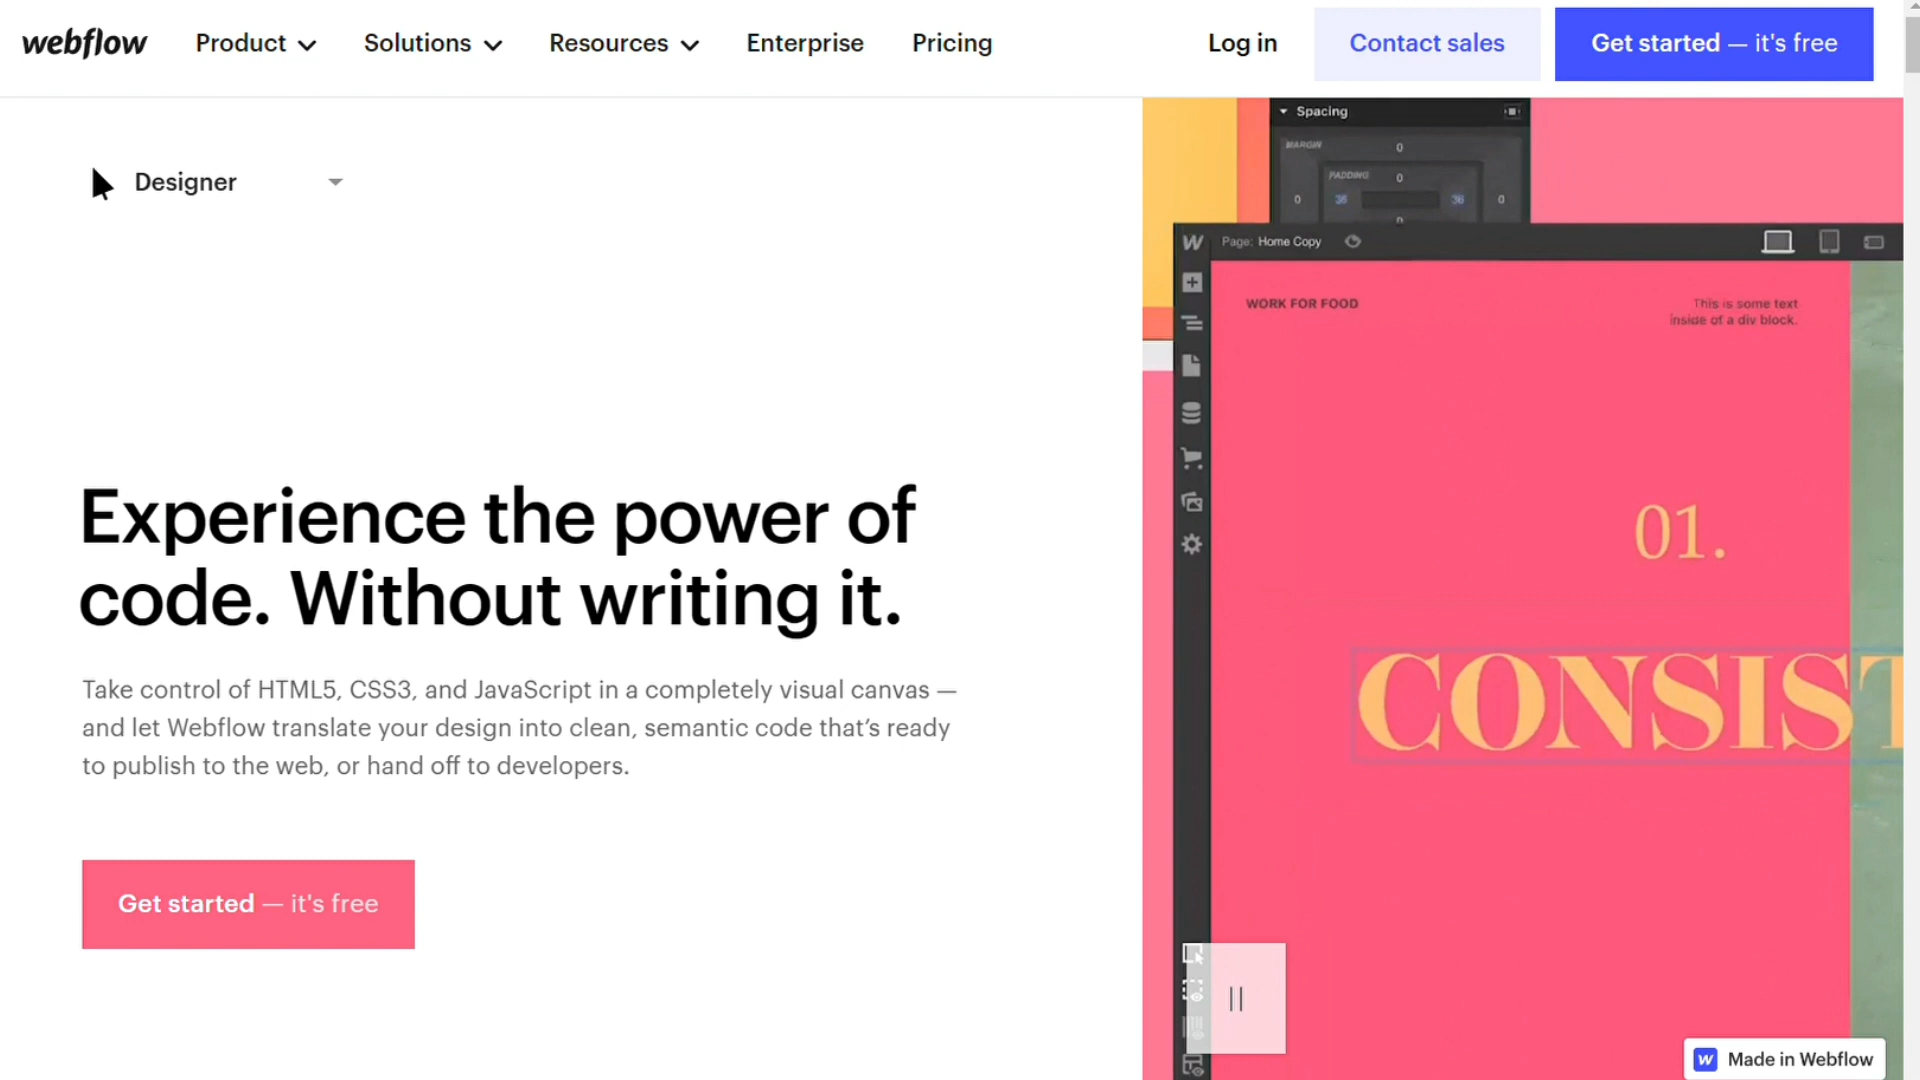 webflow Product Solutions Resources Enterprise Pricing Log in Contact sales Get started — it's free
Designer
Experience the power of
code. Without writing it.
Take control of HTML5, CSS3, and JavaScript in a completely visual canvas —
and let Webflow translate your design into clean, semantic code that’s ready
to publish to the web, or hand off to developers.
Get started — it's free
Spacing
MARGIN
0
PADDING
0
0 36 36 0
0
W Page: Home Copy
WORK FOR FOOD
This is some text
inside of a div block.
01.
CONSIST
W Made in Webflow